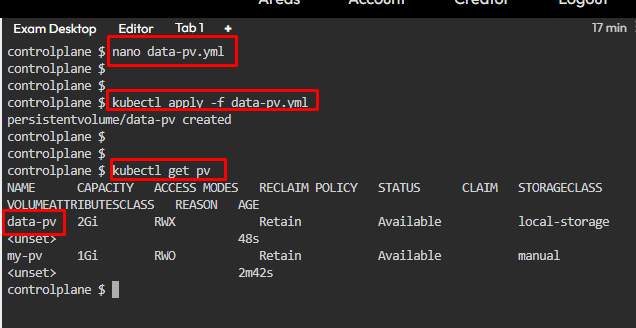 Areas Account Creator Logout
Exam Desktop Editor Tab 1 + 17 min
controlplane $ nano data-pv.yml
controlplane $
controlplane $
controlplane $ kubectl apply -f data-pv.yml
persistentvolume/data-pv created
controlplane $
controlplane $
controlplane $ kubectl get pv
NAME CAPACITY ACCESS MODES RECLAIM POLICY STATUS CLAIM STORAGECLASS
VOLUMEATTRIBUTESCLASS REASON AGE
data-pv 2Gi RWX Retain Available local-storage
<unset> 48s
my-pv 1Gi RWO Retain Available manual
<unset> 2m42s
controlplane $